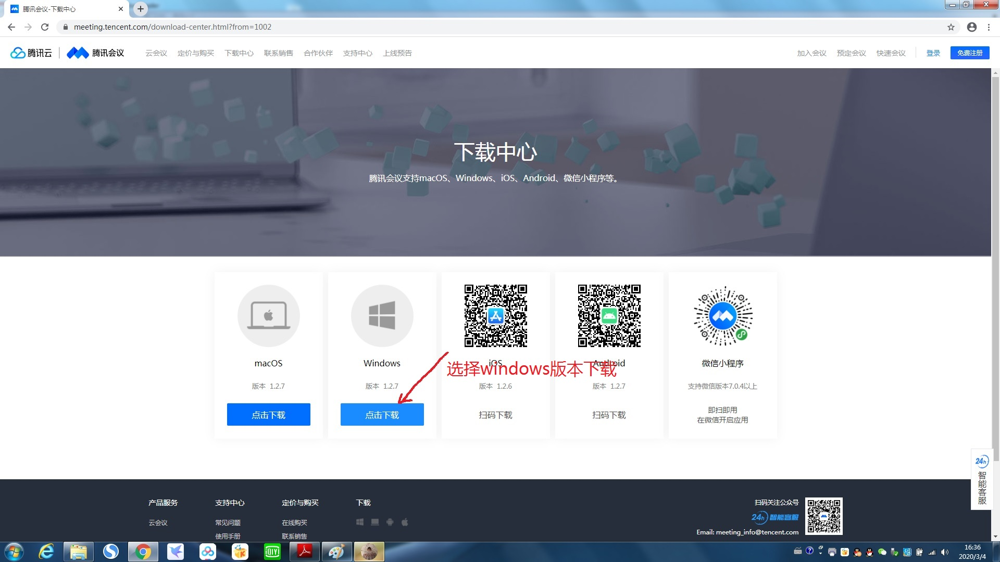 腾讯会议-下载中心
meeting.tencent.com/download-center.html?from=1002
腾讯云 | 腾讯会议 云会议 定价与购买 下载中心 联系销售 合作伙伴 支持中心 上线预告 加入会议 预定会议 快速会议 登录 免费注册
下载中心
腾讯会议支持macOS、Windows、iOS、Android、微信小程序等。
macOS Windows iOS Android 微信小程序
选择windows版本下载
版本 1.2.7 版本 1.2.7 版本 1.2.6 版本 1.2.7 支持微信版本7.0.4以上
点击下载 点击下载 扫码下载 扫码下载 即扫即用
在微信开启应用
24h
智能客服
产品服务 支持中心 定价与购买 下载 扫码关注公众号
云会议 常见问题 在线购买 24h 智能客服
使用手册 联系销售 Email: meeting_info@tencent.com
QIYI
16:36
2020/3/4